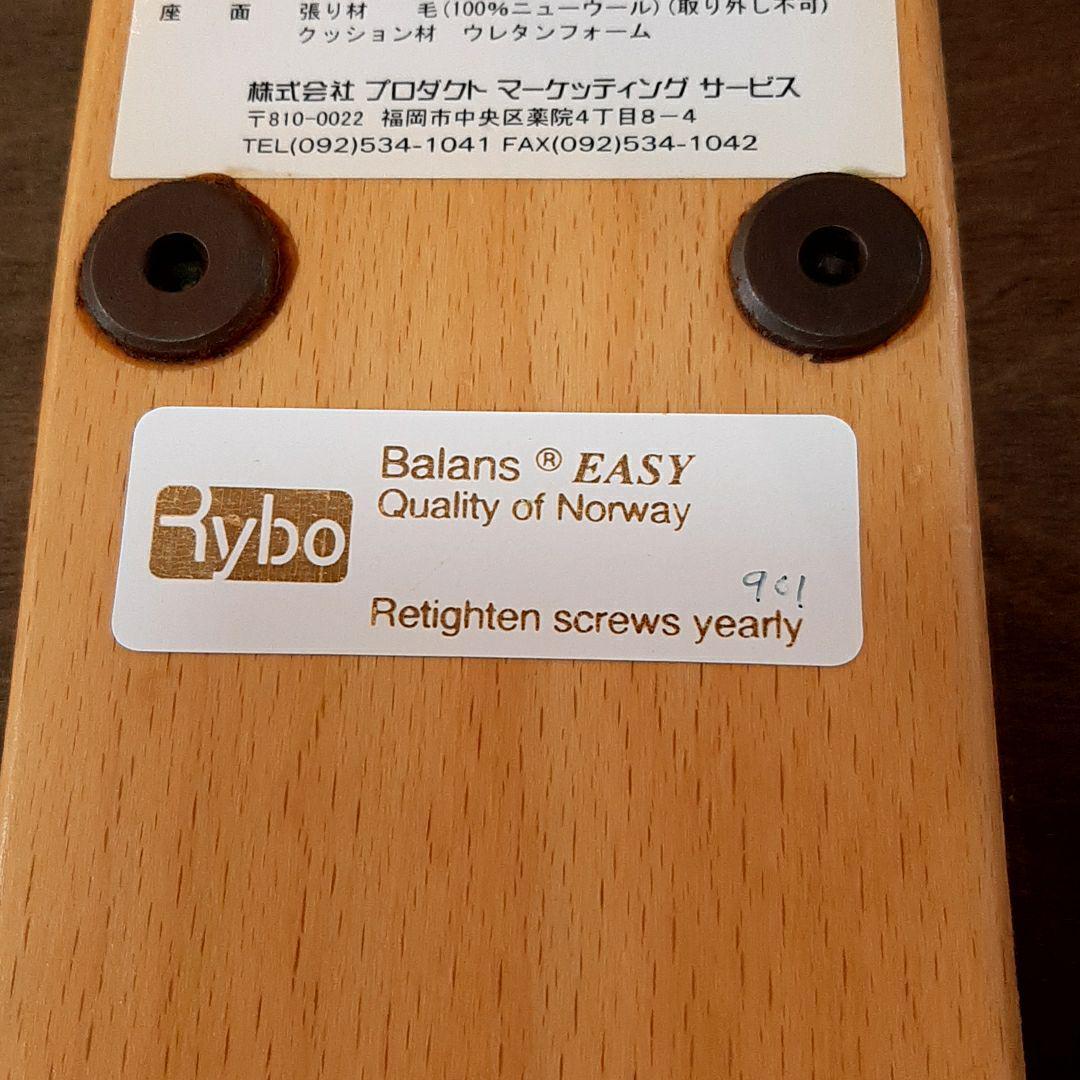 座 面 張り材 毛(100%ニューウール)(取り外し不可)
クッション材 ウレタンフォーム
株式会社 プロダクト マーケッティング サービス
〒810-0022 福岡市中央区薬院4丁目8-4
TEL(092)534-1041 FAX(092)534-1042
Rybo
Balans ® EASY
Quality of Norway
901
Retighten screws yearly